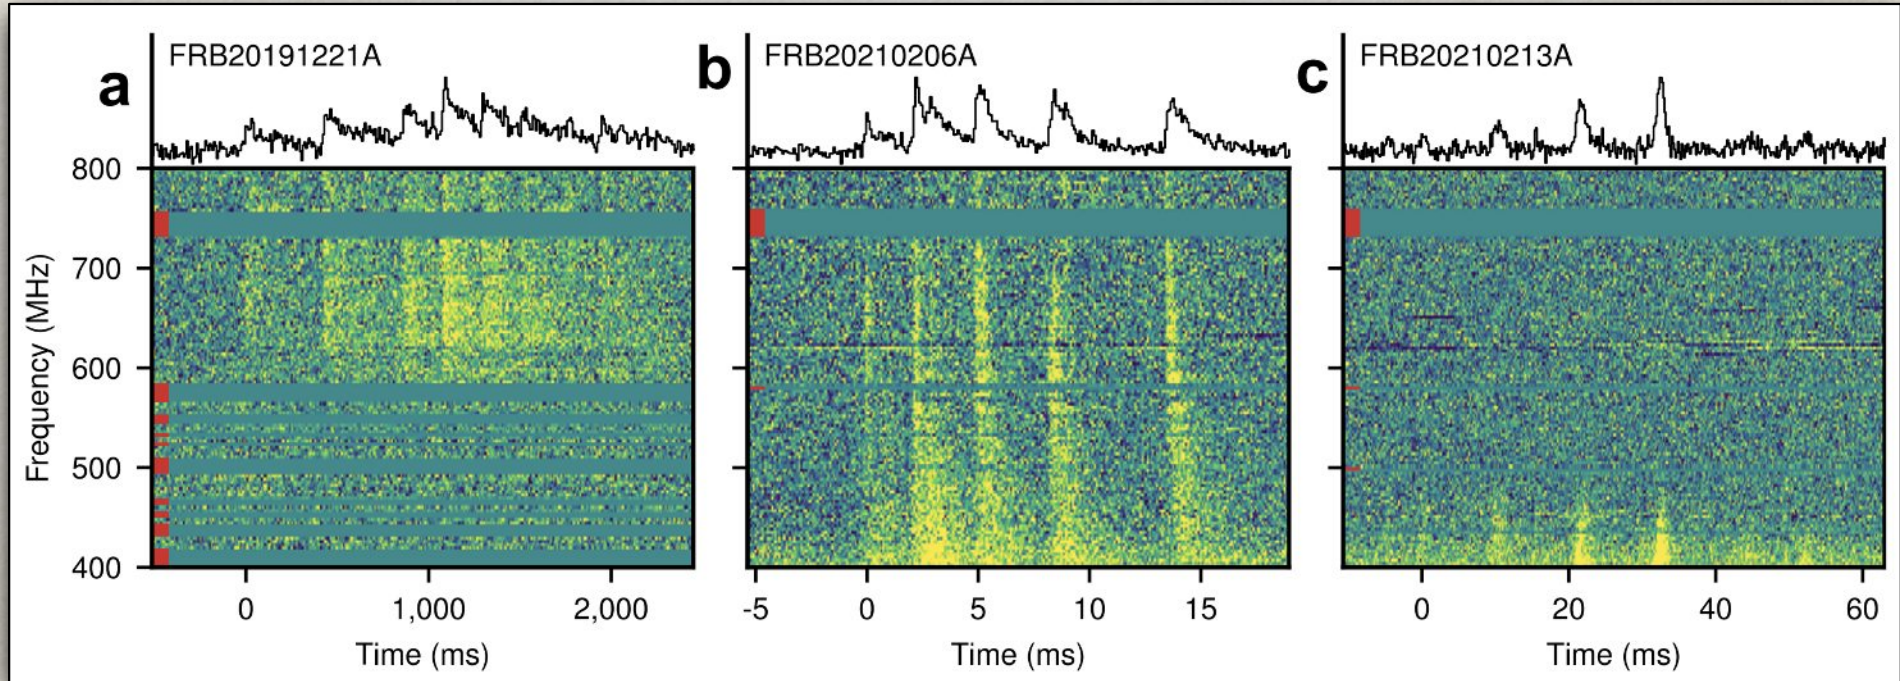 a
FRB20191221A
b
FRB20210206A
c
FRB20210213A
Frequency (MHz)
800
700
600
500
400
0 1,000 2,000
Time (ms)
-5 0 5 10 15
Time (ms)
0 20 40 60
Time (ms)